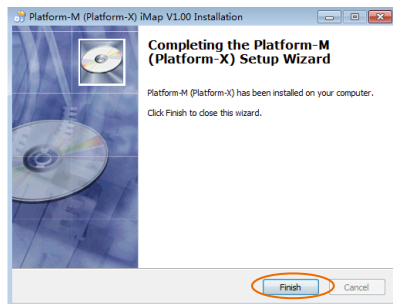 Platform-M (Platform-X) iMap V1.00 Installation
Completing the Platform-M
(Platform-X) Setup Wizard
Platform-M (Platform-X) has been installed on your computer.
Click Finish to close this wizard.
Finish
Cancel